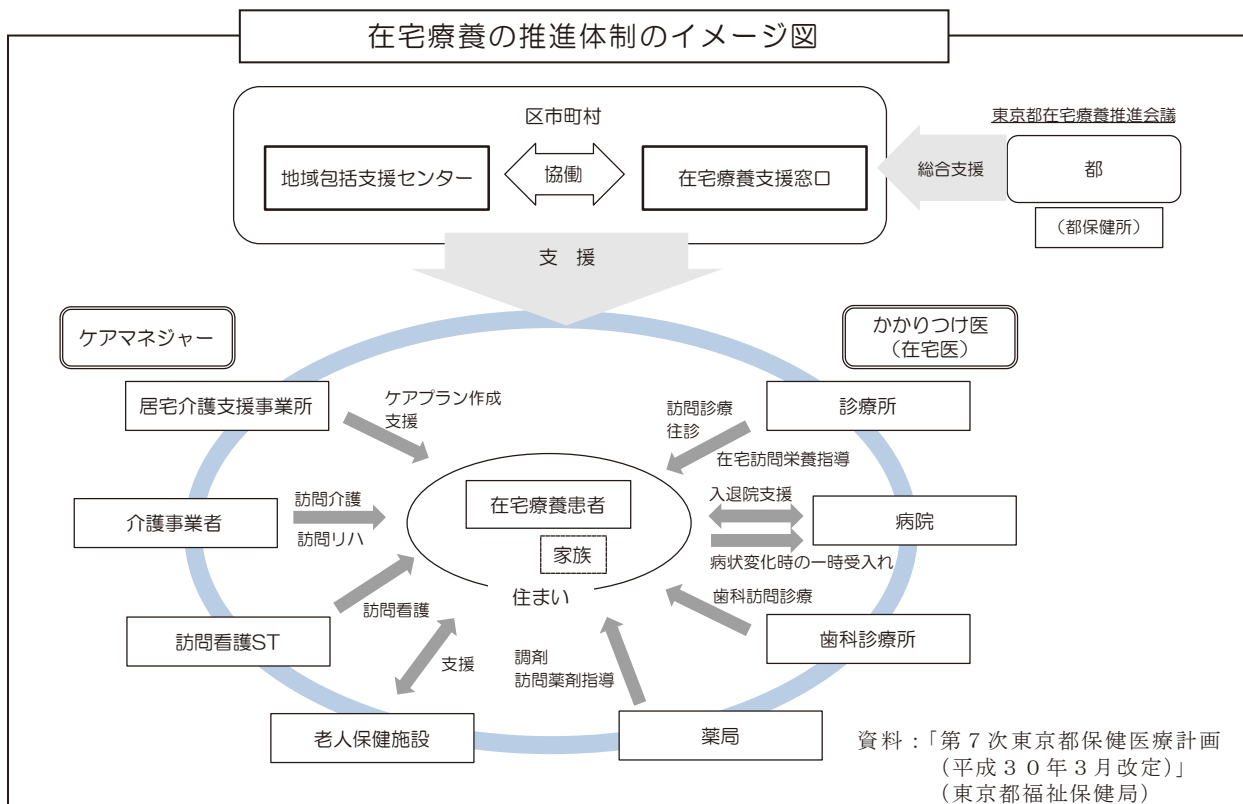 在宅療養の推進体制のイメージ図
区市町村
地域包括支援センター
協働
在宅療養支援窓口
東京都在宅療養推進会議
総合支援
都
（都保健所）
支　援
ケアマネジャー
かかりつけ医
（在宅医）
居宅介護支援事業所
ケアプラン作成
支援
訪問診療
往診
診療所
在宅訪問栄養指導
介護事業者
訪問介護
訪問リハ
在宅療養患者
家族
住まい
入退院支援
病院
病状変化時の一時受入れ
訪問看護ST
訪問看護
歯科訪問診療
歯科診療所
老人保健施設
支援
調剤
訪問薬剤指導
薬局
資料：「第７次東京都保健医療計画
（平成３０年３月改定）」
（東京都福祉保健局）